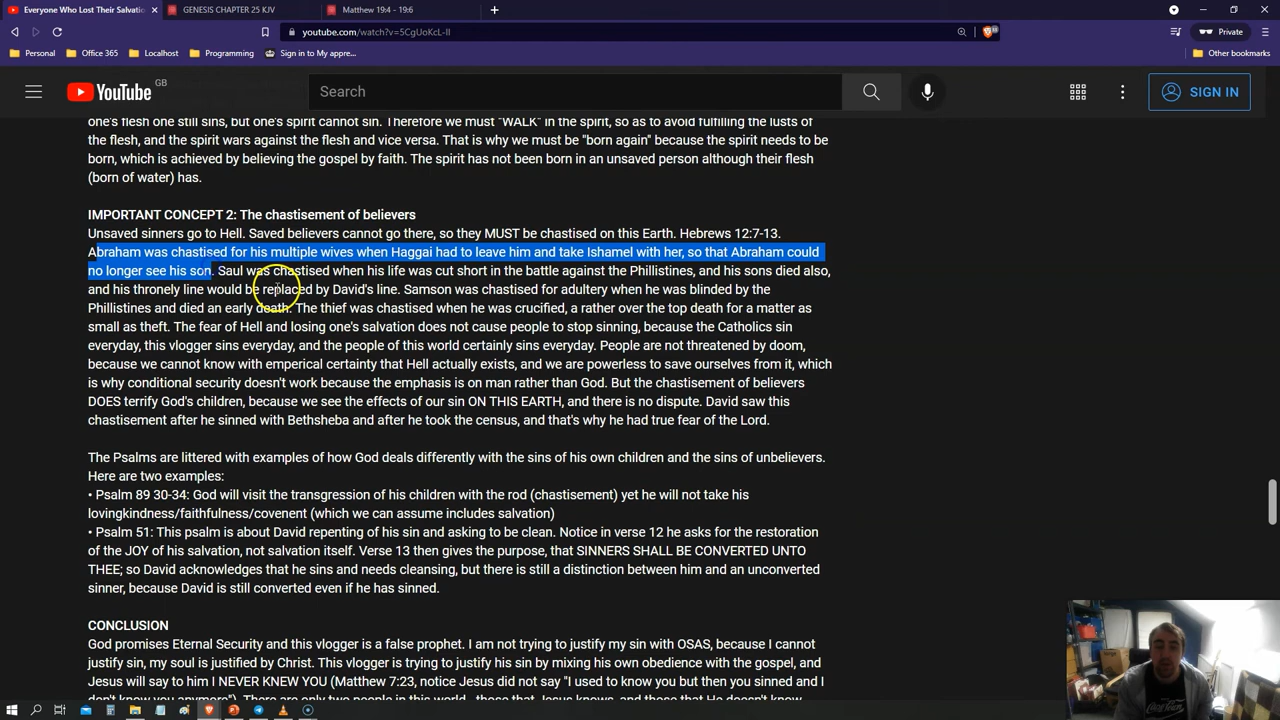 Everyone Who Lost Their Salvatio
GENESIS CHAPTER 25 KJV
Matthew 19:4 - 19:6
youtube.com/watch?v=5CgUoKcL-lI
Private
Personal
Office 365
Localhost
Programming
Sign in to My appre...
Other bookmarks
YouTube GB
Search
SIGN IN
one's flesh one still sins, but one's spirit cannot sin. Therefore we must "WALK" in the spirit, so as to avoid fulfilling the lusts of
the flesh, and the spirit wars against the flesh and vice versa. That is why we must be "born again" because the spirit needs to be
born, which is achieved by believing the gospel by faith. The spirit has not been born in an unsaved person although their flesh
(born of water) has.
IMPORTANT CONCEPT 2: The chastisement of believers
Unsaved sinners go to Hell. Saved believers cannot go there, so they MUST be chastised on this Earth. Hebrews 12:7-13.
Abraham was chastised for his multiple wives when Haggai had to leave him and take Ishamel with her, so that Abraham could
no longer see his son. Saul was chastised when his life was cut short in the battle against the Phillistines, and his sons died also,
and his thronely line would be replaced by David's line. Samson was chastised for adultery when he was blinded by the
Phillistines and died an early death. The thief was chastised when he was crucified, a rather over the top death for a matter as
small as theft. The fear of Hell and losing one's salvation does not cause people to stop sinning, because the Catholics sin
everyday, this vlogger sins everyday, and the people of this world certainly sins everyday. People are not threatened by doom,
because we cannot know with emperical certainty that Hell actually exists, and we are powerless to save ourselves from it, which
is why conditional security doesn't work because the emphasis is on man rather than God. But the chastisement of believers
DOES terrify God's children, because we see the effects of our sin ON THIS EARTH, and there is no dispute. David saw this
chastisement after he sinned with Bethsheba and after he took the census, and that's why he had true fear of the Lord.
The Psalms are littered with examples of how God deals differently with the sins of his own children and the sins of unbelievers.
Here are two examples:
• Psalm 89 30-34: God will visit the transgression of his children with the rod (chastisement) yet he will not take his
lovingkindness/faithfulness/covenent (which we can assume includes salvation)
• Psalm 51: This psalm is about David repenting of his sin and asking to be clean. Notice in verse 12 he asks for the restoration
of the JOY of his salvation, not salvation itself. Verse 13 then gives the purpose, that SINNERS SHALL BE CONVERTED UNTO
THEE; so David acknowledges that he sins and needs cleansing, but there is still a distinction between him and an unconverted
sinner, because David is still converted even if he has sinned.
CONCLUSION
God promises Eternal Security and this vlogger is a false prophet. I am not trying to justify my sin with OSAS, because I cannot
justify sin, my soul is justified by Christ. This vlogger is trying to justify his sin by mixing his own obedience with the gospel, and
Jesus will say to him I NEVER KNEW YOU (Matthew 7:23, notice Jesus did not say "I used to know you but then you sinned and I
don't know you anymore"). There are only two people in this world - those that Jesus knows, and those that He doesn't know